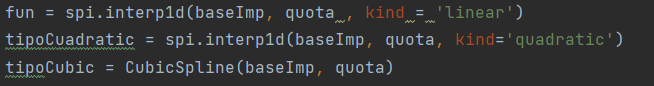 fun = spi.interp1d(baseImp, quota , kind = 'linear')
tipoCuadratic = spi.interp1d(baseImp, quota, kind='quadratic')
tipoCubic = CubicSpline(baseImp, quota)